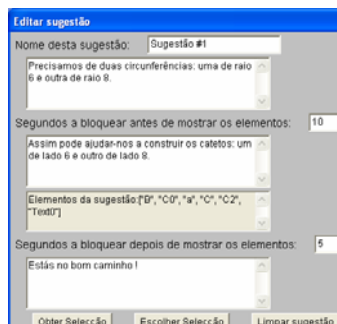 Editar sugestão
Nome desta sugestão: Sugestão #1
Precisamos de duas circunferências: uma de raio
6 e outra de raio 8.
Segundos a bloquear antes de mostrar os elementos: 10
Assim pode ajudar-nos a construir os catetos: um
de lado 6 e outro de lado 8.
Elementos da sugestão:["B", "C0", "a", "C", "C2",
"Text0"]
Segundos a bloquear depois de mostrar os elementos: 5
Estás no bom caminho !
Obter Selecção Escolher Selecção Limpar sugestão